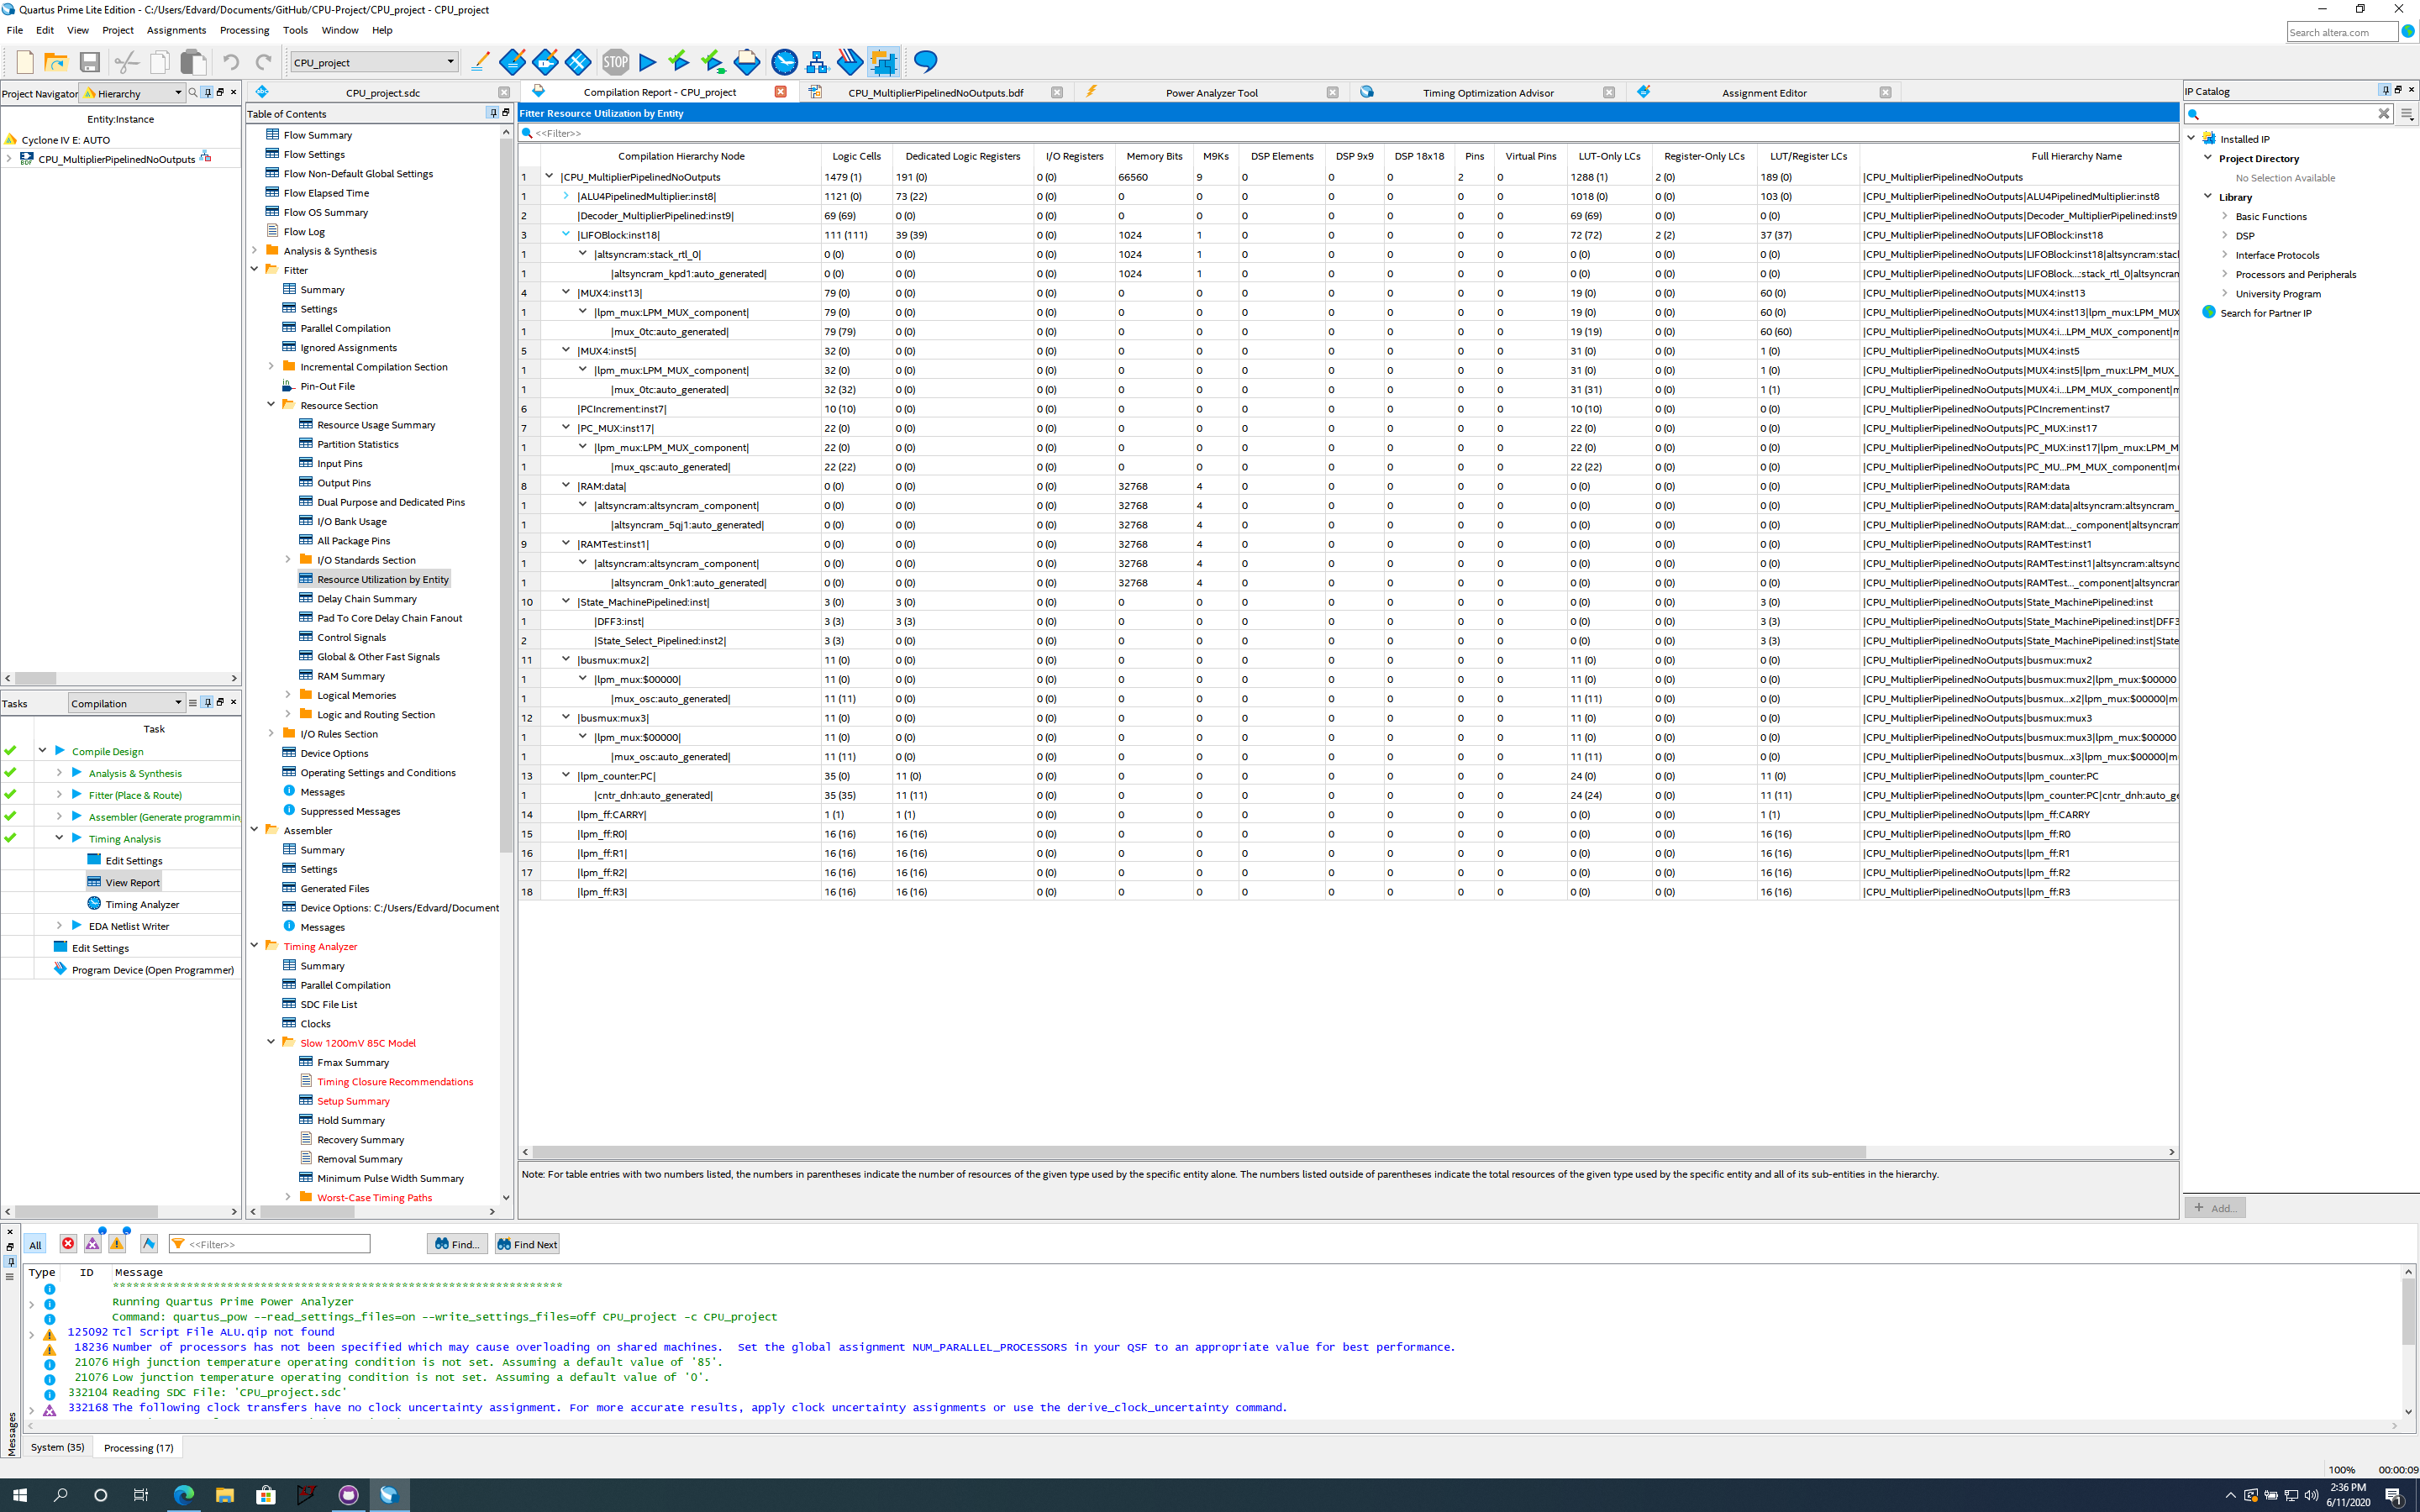 Quartus Prime Lite Edition - C:/Users/Edvard/Documents/GitHub/CPU-Project/CPU_project - CPU_project
File Edit View Project Assignments Processing Tools Window Help
Search altera.com
CPU_project
STOP
Project Navigator Hierarchy
CPU_project.sdc
Compilation Report - CPU_project
CPU_MultiplierPipelinedNoOutputs.bdf
Power Analyzer Tool
Timing Optimization Advisor
Assignment Editor
IP Catalog
Entity:Instance
Cyclone IV E: AUTO
CPU_MultiplierPipelinedNoOutputs
Table of Contents
Flow Summary
Flow Settings
Flow Non-Default Global Settings
Flow Elapsed Time
Flow OS Summary
Flow Log
Analysis & Synthesis
Fitter
Summary
Settings
Parallel Compilation
Ignored Assignments
Incremental Compilation Section
Pin-Out File
Resource Section
Resource Usage Summary
Partition Statistics
Input Pins
Output Pins
Dual Purpose and Dedicated Pins
I/O Bank Usage
All Package Pins
I/O Standards Section
Resource Utilization by Entity
Delay Chain Summary
Pad To Core Delay Chain Fanout
Control Signals
Global & Other Fast Signals
RAM Summary
Logical Memories
Logic and Routing Section
I/O Rules Section
Device Options
Operating Settings and Conditions
Messages
Suppressed Messages
Assembler
Summary
Settings
Generated Files
Device Options: C:/Users/Edvard/Document
Messages
Timing Analyzer
Summary
Parallel Compilation
SDC File List
Clocks
Slow 1200mV 85C Model
Fmax Summary
Timing Closure Recommendations
Setup Summary
Hold Summary
Recovery Summary
Removal Summary
Minimum Pulse Width Summary
Worst-Case Timing Paths
Fitter Resource Utilization by Entity
<<Filter>>
Compilation Hierarchy Node Logic Cells Dedicated Logic Registers I/O Registers Memory Bits M9Ks DSP Elements DSP 9x9 DSP 18x18 Pins Virtual Pins LUT-Only LCs Register-Only LCs LUT/Register LCs Full Hierarchy Name
1 |CPU_MultiplierPipelinedNoOutputs 1479 (1) 191 (0) 0 (0) 66560 9 0 0 0 2 0 1288 (1) 2 (0) 189 (0) |CPU_MultiplierPipelinedNoOutputs
1 |ALU4PipelinedMultiplier:inst8| 1121 (0) 73 (22) 0 (0) 0 0 0 0 0 0 0 1018 (0) 0 (0) 103 (0) |CPU_MultiplierPipelinedNoOutputs|ALU4PipelinedMultiplier:inst8
2 |Decoder_MultiplierPipelined:inst9| 69 (69) 0 (0) 0 (0) 0 0 0 0 0 0 0 69 (69) 0 (0) 0 (0) |CPU_MultiplierPipelinedNoOutputs|Decoder_MultiplierPipelined:inst9
3 |LIFOBlock:inst18| 111 (111) 39 (39) 0 (0) 1024 1 0 0 0 0 0 72 (72) 2 (2) 37 (37) |CPU_MultiplierPipelinedNoOutputs|LIFOBlock:inst18
1 |altsyncram:stack_rtl_0| 0 (0) 0 (0) 0 (0) 1024 1 0 0 0 0 0 0 (0) 0 (0) 0 (0) |CPU_MultiplierPipelinedNoOutputs|LIFOBlock:inst18|altsyncram:stack
1 |altsyncram_kpd1:auto_generated| 0 (0) 0 (0) 0 (0) 1024 1 0 0 0 0 0 0 (0) 0 (0) 0 (0) |CPU_MultiplierPipelinedNoOutputs|LIFOBlock...:stack_rtl_0|altsyncram
4 |MUX4:inst13| 79 (0) 0 (0) 0 (0) 0 0 0 0 0 0 0 19 (0) 0 (0) 60 (0) |CPU_MultiplierPipelinedNoOutputs|MUX4:inst13
1 |lpm_mux:LPM_MUX_component| 79 (0) 0 (0) 0 (0) 0 0 0 0 0 0 0 19 (0) 0 (0) 60 (0) |CPU_MultiplierPipelinedNoOutputs|MUX4:inst13|lpm_mux:LPM_MUX
1 |mux_0tc:auto_generated| 79 (79) 0 (0) 0 (0) 0 0 0 0 0 0 0 19 (19) 0 (0) 60 (60) |CPU_MultiplierPipelinedNoOutputs|MUX4:i...LPM_MUX_component|m
5 |MUX4:inst5| 32 (0) 0 (0) 0 (0) 0 0 0 0 0 0 0 31 (0) 0 (0) 1 (0) |CPU_MultiplierPipelinedNoOutputs|MUX4:inst5
1 |lpm_mux:LPM_MUX_component| 32 (0) 0 (0) 0 (0) 0 0 0 0 0 0 0 31 (0) 0 (0) 1 (0) |CPU_MultiplierPipelinedNoOutputs|MUX4:inst5|lpm_mux:LPM_MUX_
1 |mux_0tc:auto_generated| 32 (32) 0 (0) 0 (0) 0 0 0 0 0 0 0 31 (31) 0 (0) 1 (1) |CPU_MultiplierPipelinedNoOutputs|MUX4:i...LPM_MUX_component|m
6 |PCIncrement:inst7| 10 (10) 0 (0) 0 (0) 0 0 0 0 0 0 0 10 (10) 0 (0) 0 (0) |CPU_MultiplierPipelinedNoOutputs|PCIncrement:inst7
7 |PC_MUX:inst17| 22 (0) 0 (0) 0 (0) 0 0 0 0 0 0 0 22 (0) 0 (0) 0 (0) |CPU_MultiplierPipelinedNoOutputs|PC_MUX:inst17
1 |lpm_mux:LPM_MUX_component| 22 (0) 0 (0) 0 (0) 0 0 0 0 0 0 0 22 (0) 0 (0) 0 (0) |CPU_MultiplierPipelinedNoOutputs|PC_MUX:inst17|lpm_mux:LPM_M
1 |mux_qsc:auto_generated| 22 (22) 0 (0) 0 (0) 0 0 0 0 0 0 0 22 (22) 0 (0) 0 (0) |CPU_MultiplierPipelinedNoOutputs|PC_MU...PM_MUX_component|mu
8 |RAM:data| 0 (0) 0 (0) 0 (0) 32768 4 0 0 0 0 0 0 (0) 0 (0) 0 (0) |CPU_MultiplierPipelinedNoOutputs|RAM:data
1 |altsyncram:altsyncram_component| 0 (0) 0 (0) 0 (0) 32768 4 0 0 0 0 0 0 (0) 0 (0) 0 (0) |CPU_MultiplierPipelinedNoOutputs|RAM:data|altsyncram:altsyncram_
1 |altsyncram_5qj1:auto_generated| 0 (0) 0 (0) 0 (0) 32768 4 0 0 0 0 0 0 (0) 0 (0) 0 (0) |CPU_MultiplierPipelinedNoOutputs|RAM:dat..._component|altsyncram
9 |RAMTest:inst1| 0 (0) 0 (0) 0 (0) 32768 4 0 0 0 0 0 0 (0) 0 (0) 0 (0) |CPU_MultiplierPipelinedNoOutputs|RAMTest:inst1
1 |altsyncram:altsyncram_component| 0 (0) 0 (0) 0 (0) 32768 4 0 0 0 0 0 0 (0) 0 (0) 0 (0) |CPU_MultiplierPipelinedNoOutputs|RAMTest:inst1|altsyncram:altsync
1 |altsyncram_0nk1:auto_generated| 0 (0) 0 (0) 0 (0) 32768 4 0 0 0 0 0 0 (0) 0 (0) 0 (0) |CPU_MultiplierPipelinedNoOutputs|RAMTest..._component|altsyncram
10 |State_MachinePipelined:inst| 3 (0) 3 (0) 0 (0) 0 0 0 0 0 0 0 0 (0) 0 (0) 3 (0) |CPU_MultiplierPipelinedNoOutputs|State_MachinePipelined:inst
1 |DFF3:inst| 3 (3) 3 (3) 0 (0) 0 0 0 0 0 0 0 0 (0) 0 (0) 3 (3) |CPU_MultiplierPipelinedNoOutputs|State_MachinePipelined:inst|DFF3
2 |State_Select_Pipelined:inst2| 3 (3) 0 (0) 0 (0) 0 0 0 0 0 0 0 0 (0) 0 (0) 3 (3) |CPU_MultiplierPipelinedNoOutputs|State_MachinePipelined:inst|State
11 |busmux:mux2| 11 (0) 0 (0) 0 (0) 0 0 0 0 0 0 0 11 (0) 0 (0) 0 (0) |CPU_MultiplierPipelinedNoOutputs|busmux:mux2
1 |lpm_mux:$00000| 11 (0) 0 (0) 0 (0) 0 0 0 0 0 0 0 11 (0) 0 (0) 0 (0) |CPU_MultiplierPipelinedNoOutputs|busmux:mux2|lpm_mux:$00000
1 |mux_osc:auto_generated| 11 (11) 0 (0) 0 (0) 0 0 0 0 0 0 0 11 (11) 0 (0) 0 (0) |CPU_MultiplierPipelinedNoOutputs|busmux...x2|lpm_mux:$00000|m
12 |busmux:mux3| 11 (0) 0 (0) 0 (0) 0 0 0 0 0 0 0 11 (0) 0 (0) 0 (0) |CPU_MultiplierPipelinedNoOutputs|busmux:mux3
1 |lpm_mux:$00000| 11 (0) 0 (0) 0 (0) 0 0 0 0 0 0 0 11 (0) 0 (0) 0 (0) |CPU_MultiplierPipelinedNoOutputs|busmux:mux3|lpm_mux:$00000
1 |mux_osc:auto_generated| 11 (11) 0 (0) 0 (0) 0 0 0 0 0 0 0 11 (11) 0 (0) 0 (0) |CPU_MultiplierPipelinedNoOutputs|busmux...x3|lpm_mux:$00000|m
13 |lpm_counter:PC| 35 (0) 11 (0) 0 (0) 0 0 0 0 0 0 0 24 (0) 0 (0) 11 (0) |CPU_MultiplierPipelinedNoOutputs|lpm_counter:PC
1 |cntr_dnh:auto_generated| 35 (35) 11 (11) 0 (0) 0 0 0 0 0 0 0 24 (24) 0 (0) 11 (11) |CPU_MultiplierPipelinedNoOutputs|lpm_counter:PC|cntr_dnh:auto_ge
14 |lpm_ff:CARRY| 1 (1) 1 (1) 0 (0) 0 0 0 0 0 0 0 0 (0) 0 (0) 1 (1) |CPU_MultiplierPipelinedNoOutputs|lpm_ff:CARRY
15 |lpm_ff:R0| 16 (16) 16 (16) 0 (0) 0 0 0 0 0 0 0 0 (0) 0 (0) 16 (16) |CPU_MultiplierPipelinedNoOutputs|lpm_ff:R0
16 |lpm_ff:R1| 16 (16) 16 (16) 0 (0) 0 0 0 0 0 0 0 0 (0) 0 (0) 16 (16) |CPU_MultiplierPipelinedNoOutputs|lpm_ff:R1
17 |lpm_ff:R2| 16 (16) 16 (16) 0 (0) 0 0 0 0 0 0 0 0 (0) 0 (0) 16 (16) |CPU_MultiplierPipelinedNoOutputs|lpm_ff:R2
18 |lpm_ff:R3| 16 (16) 16 (16) 0 (0) 0 0 0 0 0 0 0 0 (0) 0 (0) 16 (16) |CPU_MultiplierPipelinedNoOutputs|lpm_ff:R3
Note: For table entries with two numbers listed, the numbers in parentheses indicate the number of resources of the given type used by the specific entity alone. The numbers listed outside of parentheses indicate the total resources of the given type used by the specific entity and all of its sub-entities in the hierarchy.
Installed IP
Project Directory
No Selection Available
Library
Basic Functions
DSP
Interface Protocols
Processors and Peripherals
University Program
Search for Partner IP
+ Add...
Tasks Compilation
Task
Compile Design
Analysis & Synthesis
Fitter (Place & Route)
Assembler (Generate programmin
Timing Analysis
Edit Settings
View Report
Timing Analyzer
EDA Netlist Writer
Edit Settings
Program Device (Open Programmer)
All <<Filter>> Find... Find Next
Type ID Message
*******************************************************************
Running Quartus Prime Power Analyzer
Command: quartus_pow --read_settings_files=on --write_settings_files=off CPU_project -c CPU_project
125092 Tcl Script File ALU.qip not found
18236 Number of processors has not been specified which may cause overloading on shared machines.  Set the global assignment NUM_PARALLEL_PROCESSORS in your QSF to an appropriate value for best performance.
21076 High junction temperature operating condition is not set. Assuming a default value of '85'.
21076 Low junction temperature operating condition is not set. Assuming a default value of '0'.
332104 Reading SDC File: 'CPU_project.sdc'
332168 The following clock transfers have no clock uncertainty assignment. For more accurate results, apply clock uncertainty assignments or use the derive_clock_uncertainty command.
Messages
System (35) Processing (17)
100% 00:00:09
2:36 PM
6/11/2020
1